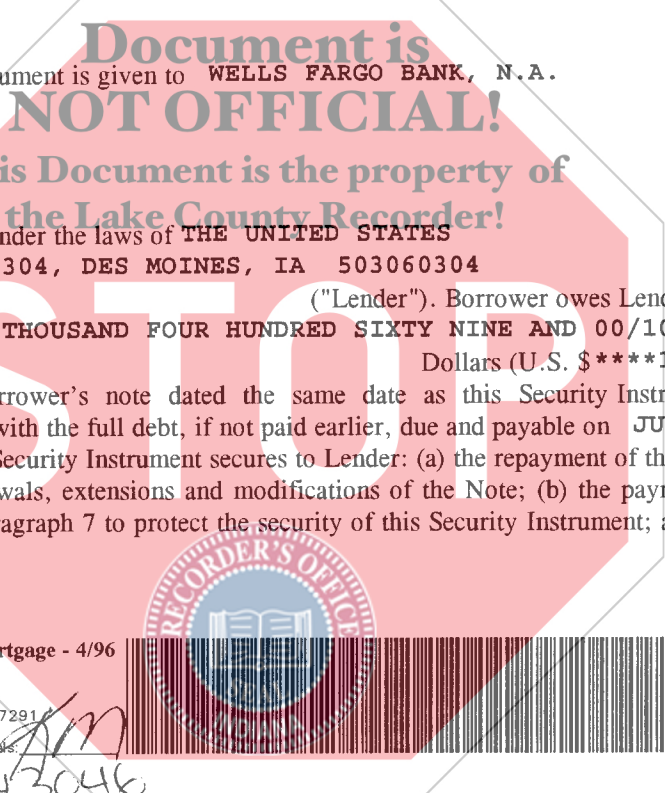 Document is
ument is given to WELLS FARGO BANK, N.A.
NOT OFFICIAL!
is Document is the property of
the Lake County Recorder!
nder the laws of THE UNITED STATES
304, DES MOINES, IA 503060304
("Lender"). Borrower owes Lend
THOUSAND FOUR HUNDRED SIXTY NINE AND 00/10
Dollars (U.S. $****1
STOP
rrower's note dated the same date as this Security Instr
with the full debt, if not paid earlier, due and payable on JU
Security Instrument secures to Lender: (a) the repayment of th
wals, extensions and modifications of the Note; (b) the payn
ragraph 7 to protect the security of this Security Instrument; a
RECORDER'S OFFICE
SEAL
INDIANA
rtgage - 4/96
7291